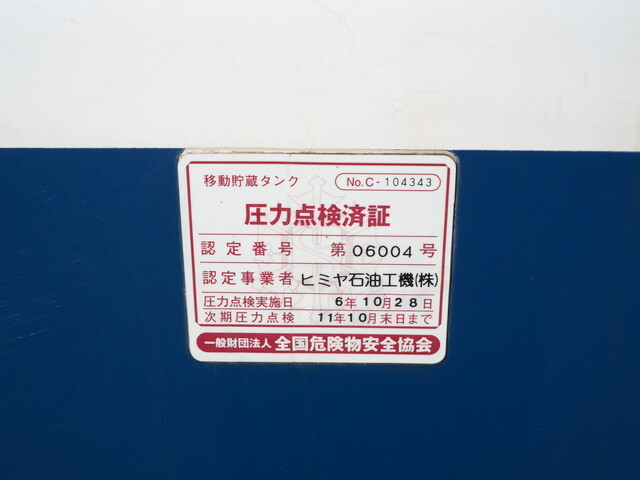 移動貯蔵タンク No.C-104343
圧力点検済証
認定番号 第06004号
認定事業者 ヒミヤ石油工機(株)
圧力点検実施日 6年10月28日
次期圧力点検 11年10月末日まで
一般財団法人 全国危険物安全協会